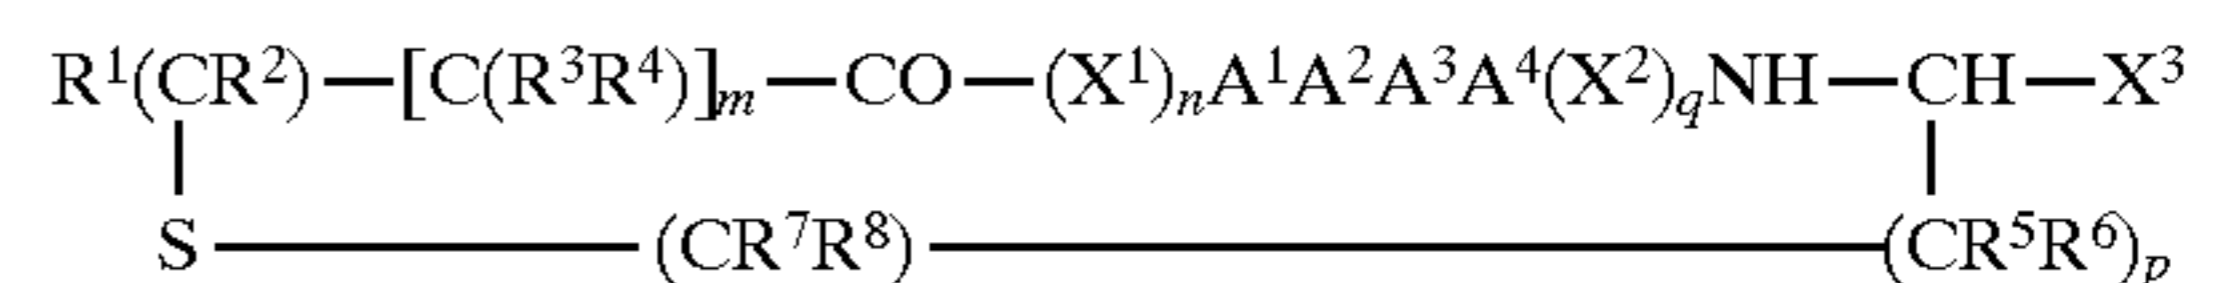 R¹(CR²)—[C(R³R⁴)]ₘ—CO—(X¹)ₙA¹A²A³A⁴(X²)qNH—CH—X³
S—(CR⁷R⁸)—(CR⁵R⁶)ₚ